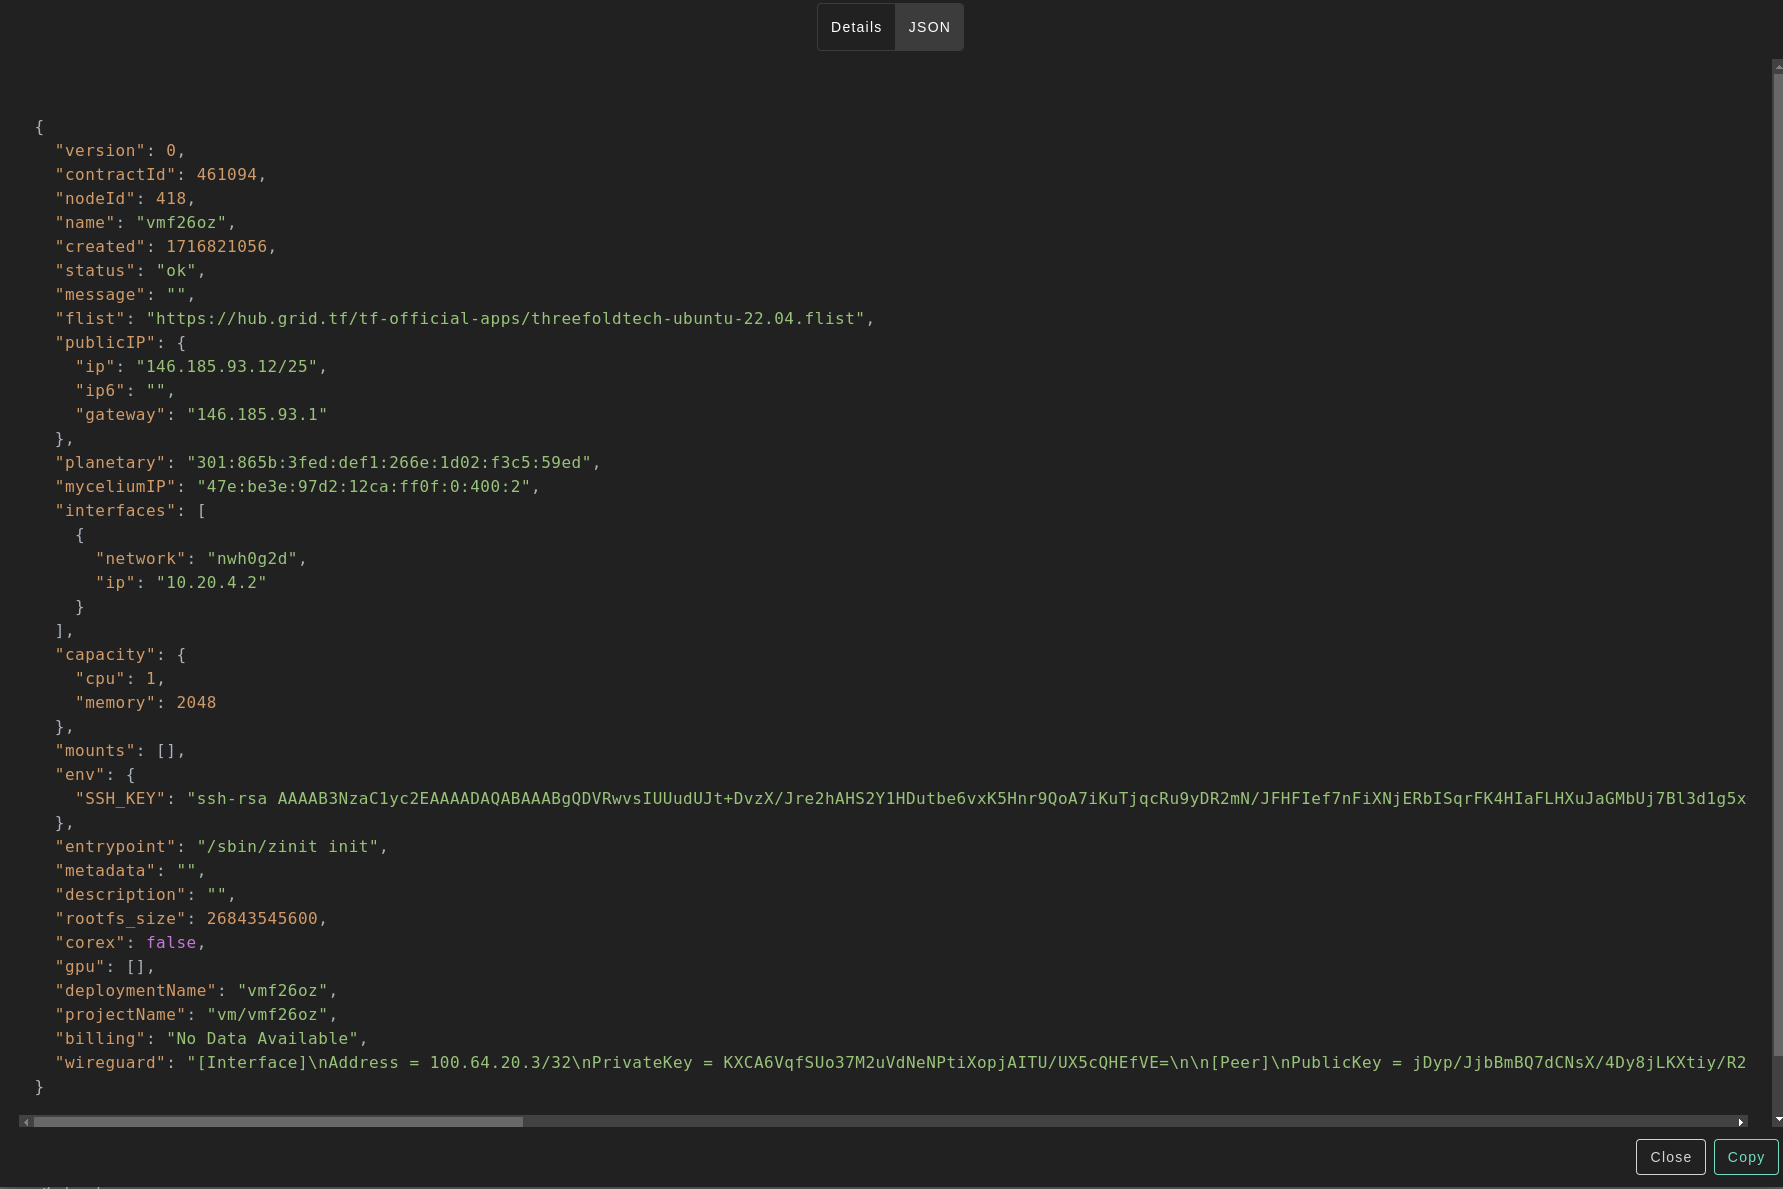 Details JSON
{
  "version": 0,
  "contractId": 461094,
  "nodeId": 418,
  "name": "vmf26oz",
  "created": 1716821056,
  "status": "ok",
  "message": "",
  "flist": "https://hub.grid.tf/tf-official-apps/threefoldtech-ubuntu-22.04.flist",
  "publicIP": {
    "ip": "146.185.93.12/25",
    "ip6": "",
    "gateway": "146.185.93.1"
  },
  "planetary": "301:865b:3fed:def1:266e:1d02:f3c5:59ed",
  "myceliumIP": "47e:be3e:97d2:12ca:ff0f:0:400:2",
  "interfaces": [
    {
      "network": "nwh0g2d",
      "ip": "10.20.4.2"
    }
  ],
  "capacity": {
    "cpu": 1,
    "memory": 2048
  },
  "mounts": [],
  "env": {
    "SSH_KEY": "ssh-rsa AAAAB3NzaC1yc2EAAAADAQABAAABgQDVRwvsIUUudUJt+DvzX/Jre2hAHS2Y1HDutbe6vxK5Hnr9QoA7iKuTjqcRu9yDR2mN/JFHFIef7nFiXNjERbISqrFK4HIaFLHXuJaGMbUj7Bl3d1g5x
  },
  "entrypoint": "/sbin/zinit init",
  "metadata": "",
  "description": "",
  "rootfs_size": 26843545600,
  "corex": false,
  "gpu": [],
  "deploymentName": "vmf26oz",
  "projectName": "vm/vmf26oz",
  "billing": "No Data Available",
  "wireguard": "[Interface]\nAddress = 100.64.20.3/32\nPrivateKey = KXCA6VqfSUo37M2uVdNeNPtiXopjAITU/UX5cQHEfVE=\n\n[Peer]\nPublicKey = jDyp/JjbBmBQ7dCNsX/4Dy8jLKXtiy/R2
}
Close Copy